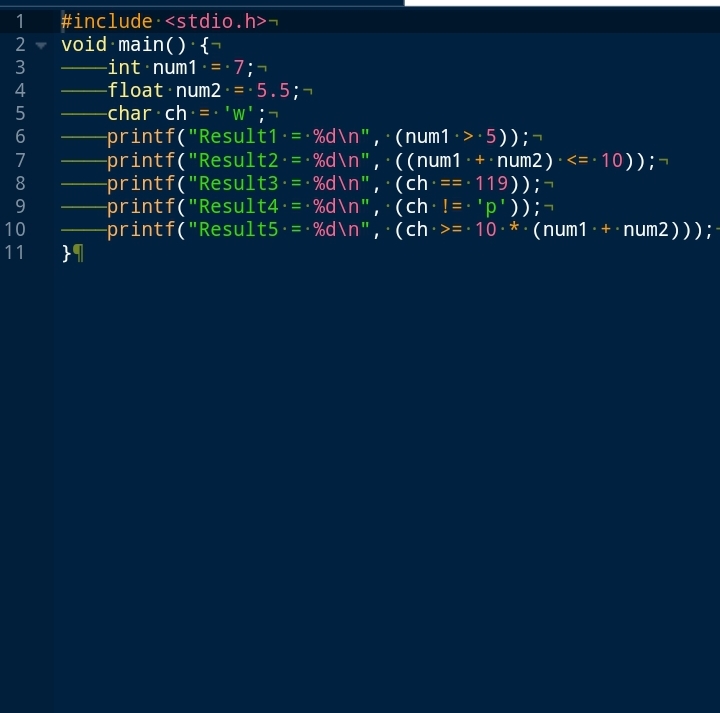 1 #include <stdio.h>¬
2 void main() {¬
3 int num1 = 7;¬
4 float num2 = 5.5;¬
5 char ch = 'w';¬
6 printf("Result1 = %d\n", (num1 > 5));¬
7 printf("Result2 = %d\n", ((num1 + num2) <= 10));¬
8 printf("Result3 = %d\n", (ch == 119));¬
9 printf("Result4 = %d\n", (ch != 'p'));¬
10 printf("Result5 = %d\n", (ch >= 10 * (num1 + num2)));¬
11 }¶